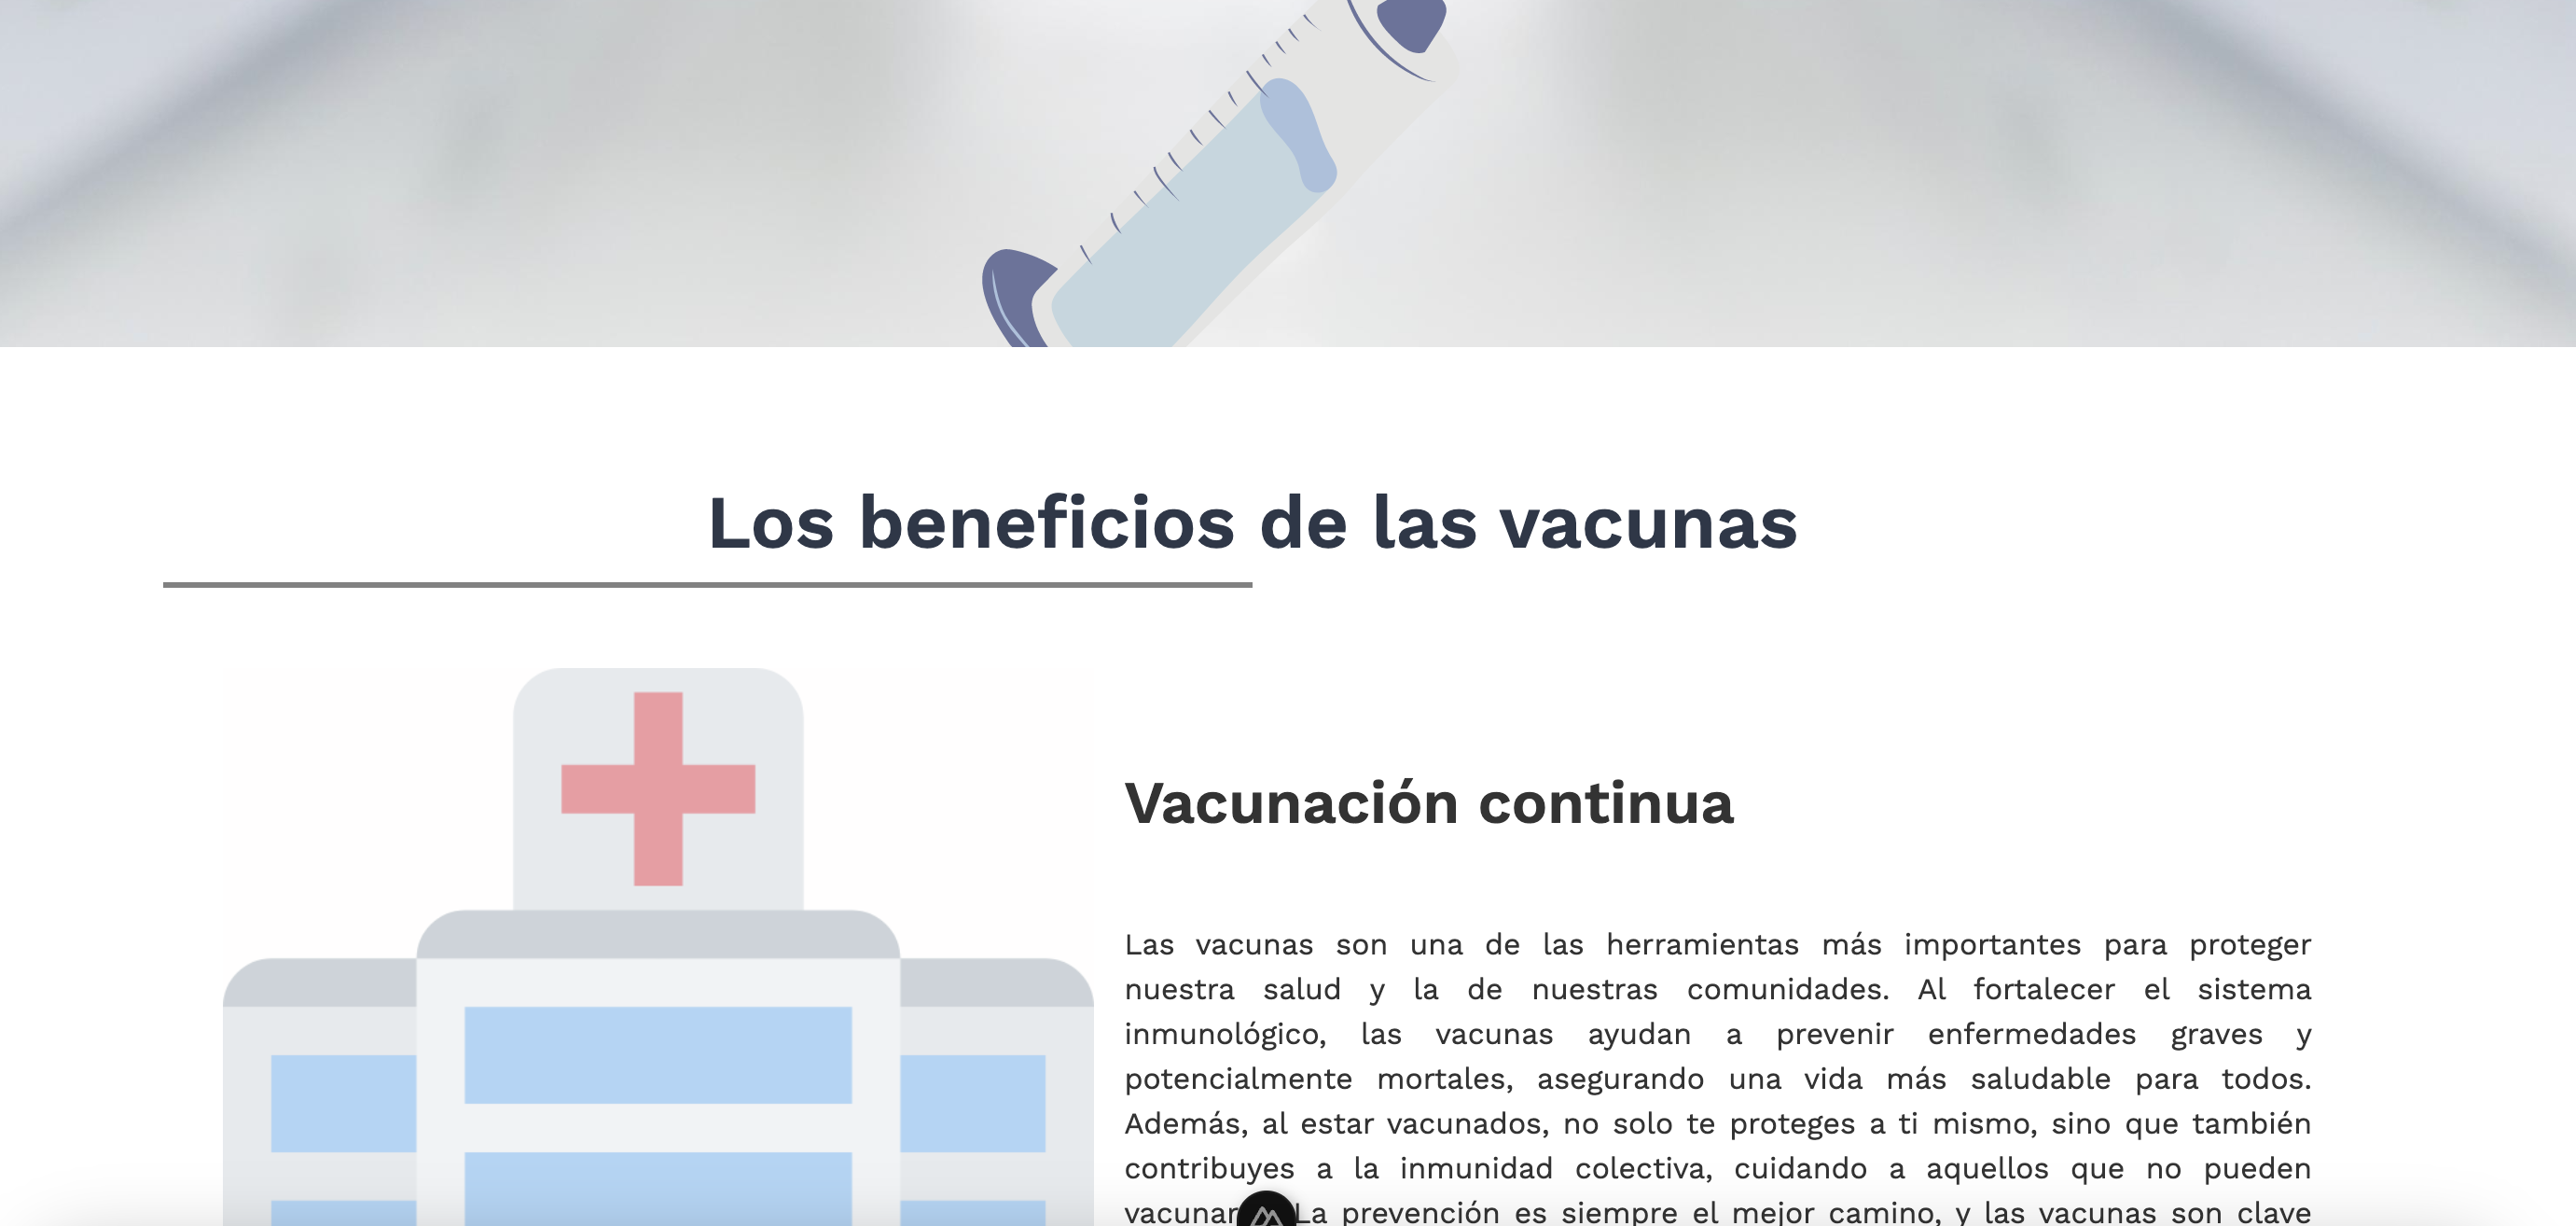 Los beneficios de las vacunas
Vacunación continua
Las vacunas son una de las herramientas más importantes para proteger
nuestra salud y la de nuestras comunidades. Al fortalecer el sistema
inmunológico, las vacunas ayudan a prevenir enfermedades graves y
potencialmente mortales, asegurando una vida más saludable para todos.
Además, al estar vacunados, no solo te proteges a ti mismo, sino que también
contribuyes a la inmunidad colectiva, cuidando a aquellos que no pueden
La prevención es siempre el mejor camino, y las vacunas son clave